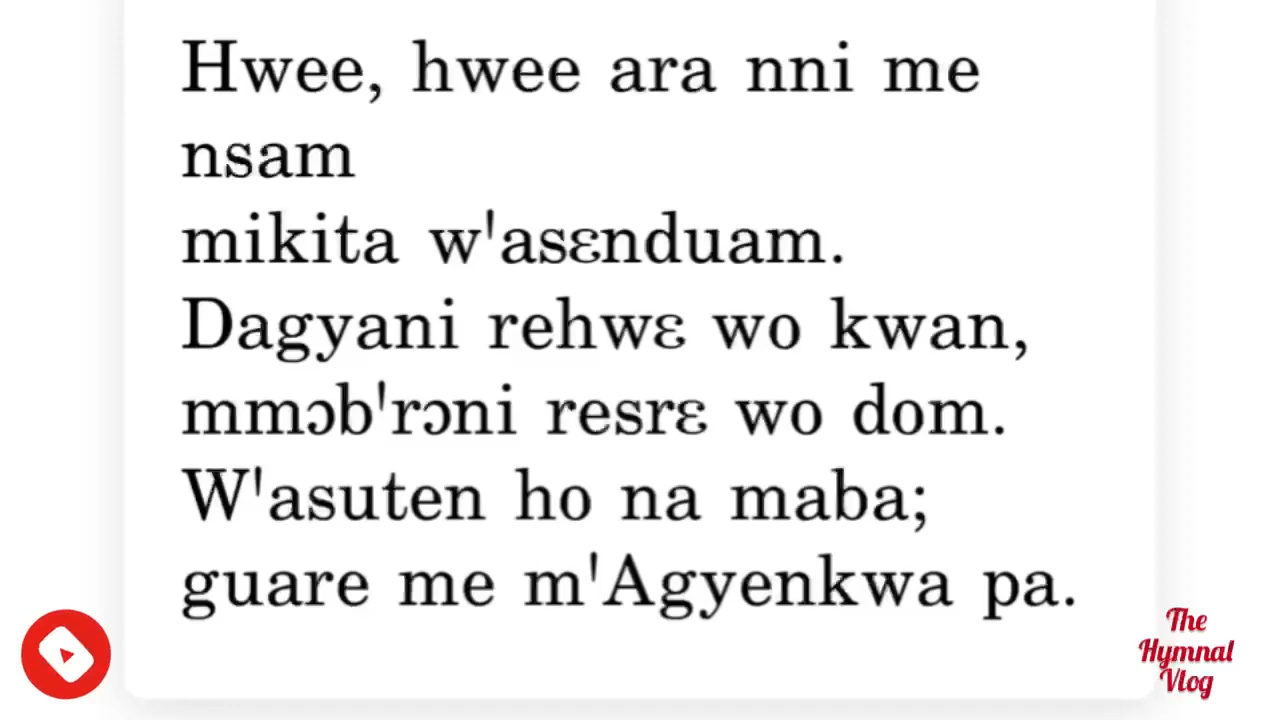 Hwee, hwee ara nni me
nsam
mikita w'asɛnduam.
Dagyani rehwɛ wo kwan,
mmɔb'rɔni resrɛ wo dom.
W'asuten ho na maba;
guare me m'Agyenkwa pa.
The
Hymnal
Vlog